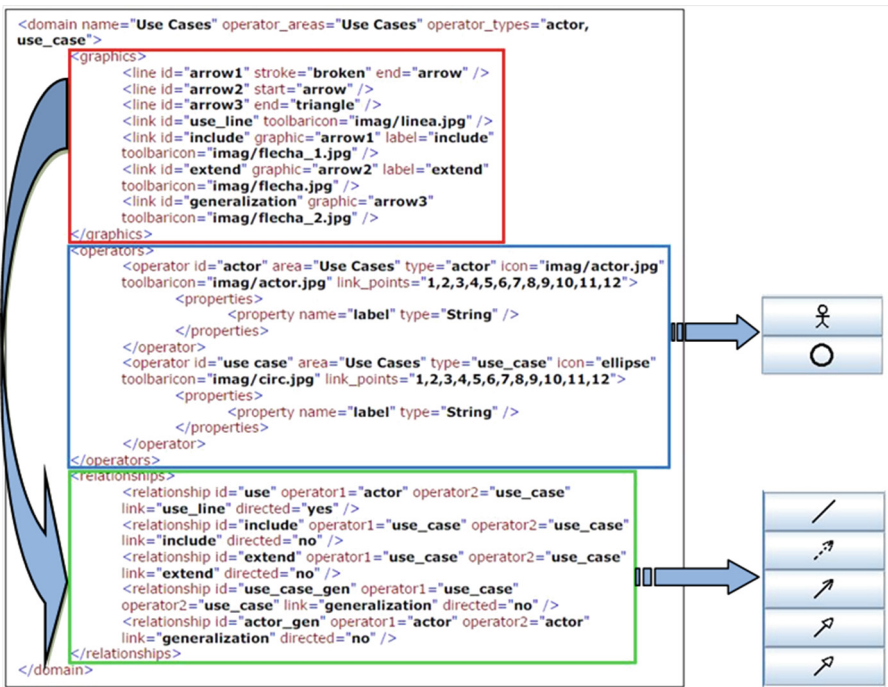 <domain name="Use Cases" operator_areas="Use Cases" operator_types="actor,
use_case">
<graphics>
<line id="arrow1" stroke="broken" end="arrow" />
<line id="arrow2" start="arrow" />
<line id="arrow3" end="triangle" />
<link id="use_line" toolbaricon="imag/linea.jpg" />
<link id="include" graphic="arrow1" label="include"
toolbaricon="imag/flecha_1.jpg" />
<link id="extend" graphic="arrow2" label="extend"
toolbaricon="imag/flecha.jpg" />
<link id="generalization" graphic="arrow3"
toolbaricon="imag/flecha_2.jpg" />
</graphics>
<operators>
<operator id="actor" area="Use Cases" type="actor" icon="imag/actor.jpg"
toolbaricon="imag/actor.jpg" link_points="1,2,3,4,5,6,7,8,9,10,11,12">
<properties>
<property name="label" type="String" />
</properties>
</operator>
<operator id="use case" area="Use Cases" type="use_case" icon="ellipse"
toolbaricon="imag/circ.jpg" link_points="1,2,3,4,5,6,7,8,9,10,11,12">
<properties>
<property name="label" type="String" />
</properties>
</operator>
</operators>
<relationships>
<relationship id="use" operator1="actor" operator2="use_case"
link="use_line" directed="yes" />
<relationship id="include" operator1="use_case" operator2="use_case"
link="include" directed="no" />
<relationship id="extend" operator1="use_case" operator2="use_case"
link="extend" directed="no" />
<relationship id="use_case_gen" operator1="use_case"
operator2="use_case" link="generalization" directed="no" />
<relationship id="actor_gen" operator1="actor" operator2="actor"
link="generalization" directed="no" />
</relationships>
</domain>